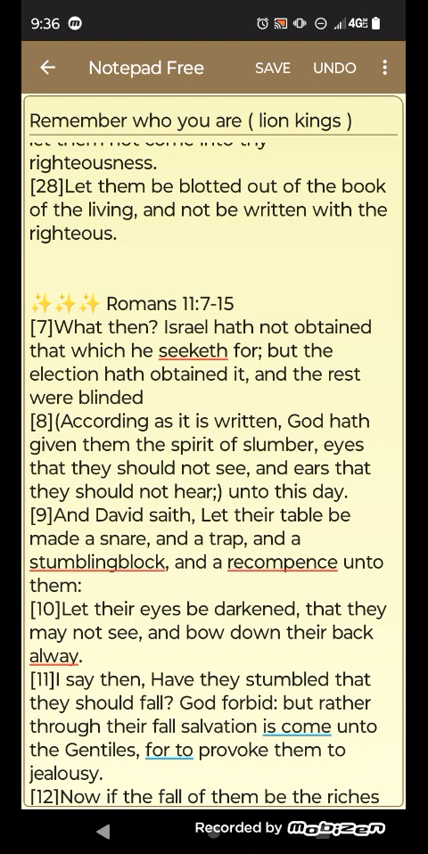 9:36
4GE
Notepad Free
SAVE
UNDO
Remember who you are ( lion kings )
let them not come into thy
righteousness.
[28]Let them be blotted out of the book
of the living, and not be written with the
righteous.
✨✨✨ Romans 11:7-15
[7]What then? Israel hath not obtained
that which he seeketh for; but the
election hath obtained it, and the rest
were blinded
[8](According as it is written, God hath
given them the spirit of slumber, eyes
that they should not see, and ears that
they should not hear;) unto this day.
[9]And David saith, Let their table be
made a snare, and a trap, and a
stumblingblock, and a recompence unto
them:
[10]Let their eyes be darkened, that they
may not see, and bow down their back
alway.
[11]I say then, Have they stumbled that
they should fall? God forbid: but rather
through their fall salvation is come unto
the Gentiles, for to provoke them to
jealousy.
[12]Now if the fall of them be the riches
Recorded by Mobizen